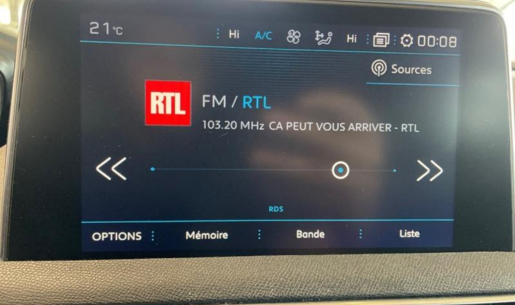 21°C Hi A/C Hi 00:08
Sources
RTL FM / RTL
103.20 MHz CA PEUT VOUS ARRIVER - RTL
RDS
OPTIONS Mémoire Bande Liste